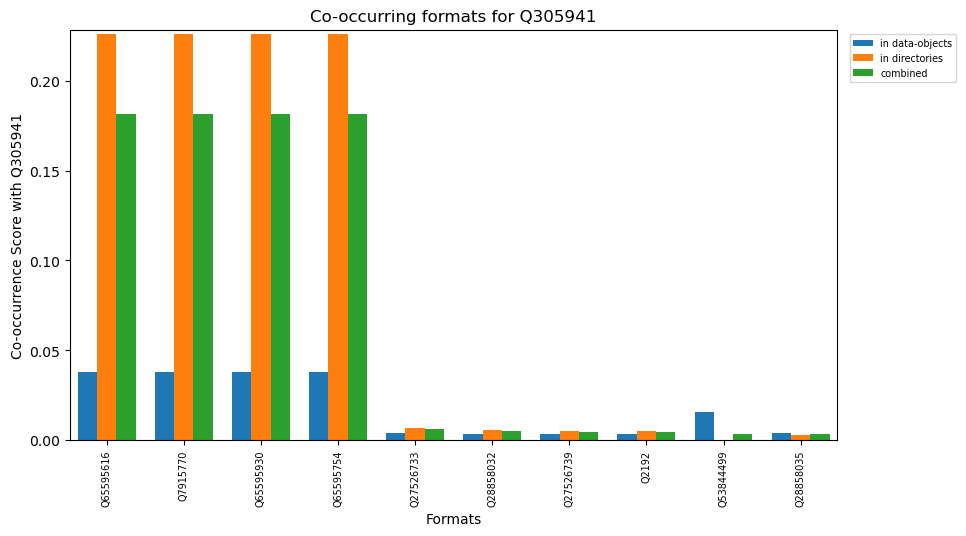 Co-occurring formats for Q305941
in data-objects
in directories
combined
Co-occurrence Score with Q305941
0.20
0.15
0.10
0.05
0.00
Q65595616
Q7915770
Q65595930
Q65595754
Q27526733
Q28858032
Q27526739
Q2192
Q53844499
Q28858035
Formats